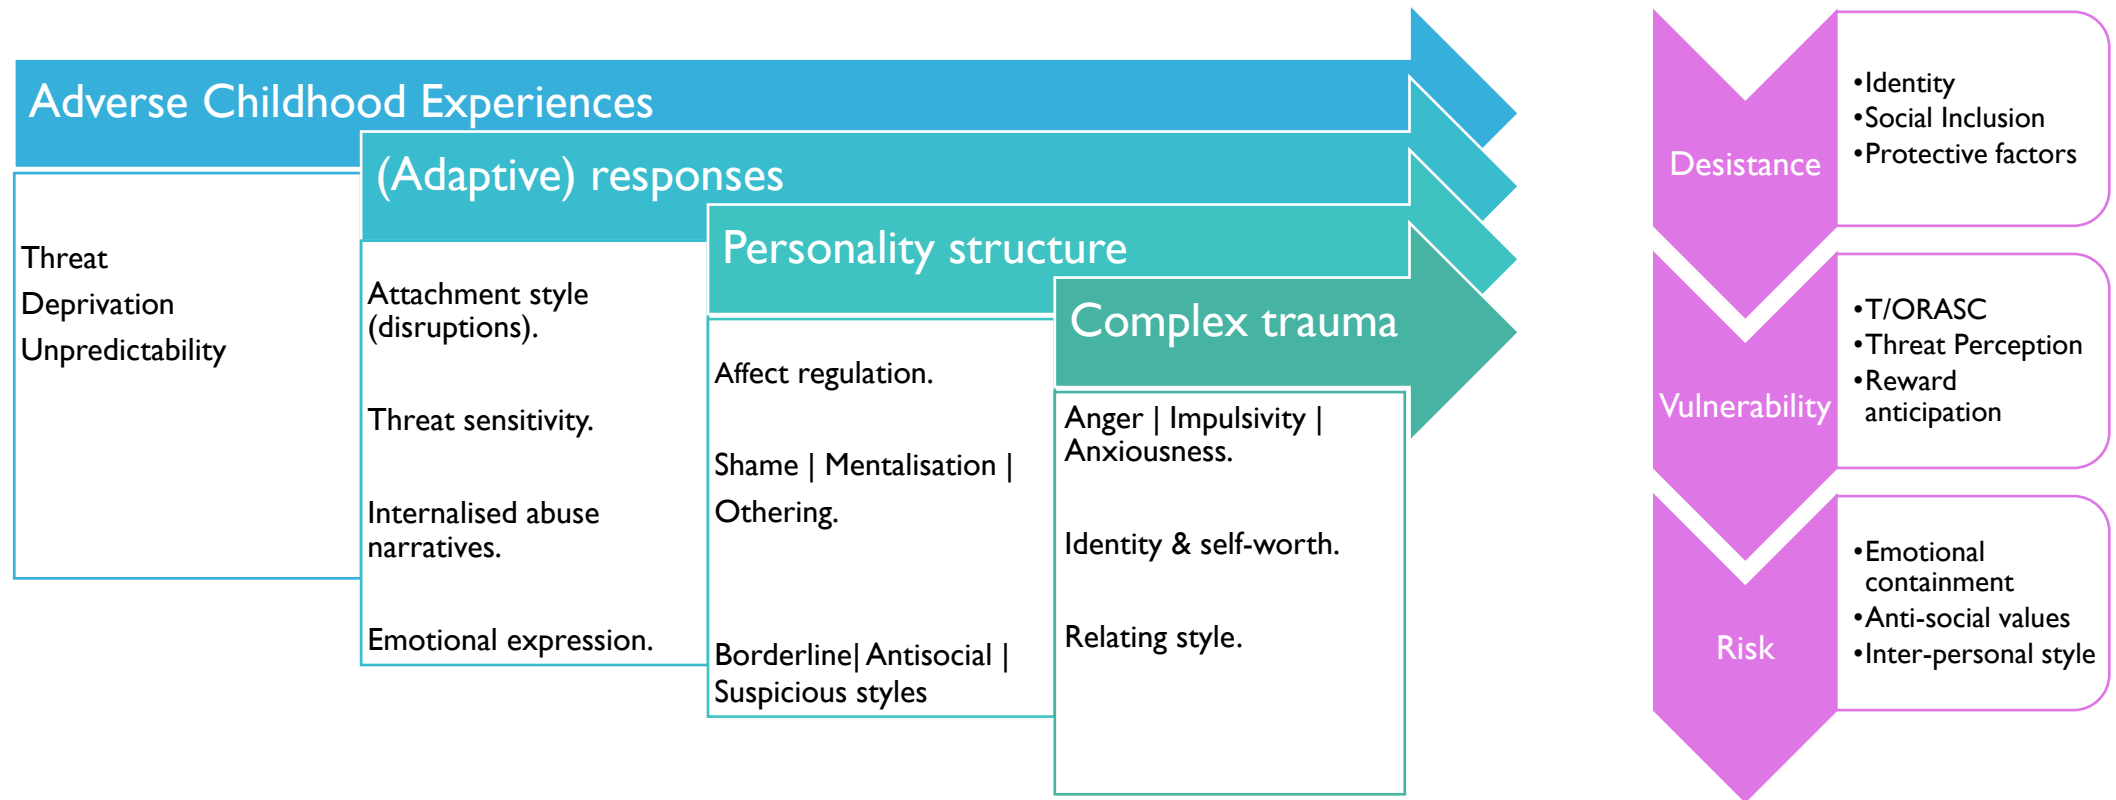 Adverse Childhood Experiences
Threat
Deprivation
Unpredictability
(Adaptive) responses
Attachment style
(disruptions).
Threat sensitivity.
Internalised abuse
narratives.
Emotional expression.
Personality structure
Affect regulation.
Shame | Mentalisation |
Othering.
Borderline| Antisocial |
Suspicious styles
Complex trauma
Anger | Impulsivity |
Anxiousness.
Identity & self-worth.
Relating style.
Desistance
•Identity
•Social Inclusion
•Protective factors
Vulnerability
•T/ORASC
•Threat Perception
•Reward
anticipation
Risk
•Emotional
containment
•Anti-social values
•Inter-personal style